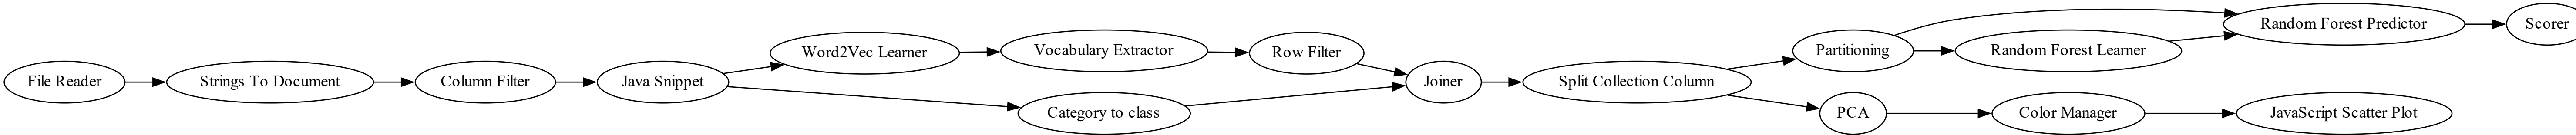 File Reader
Strings To Document
Column Filter
Java Snippet
Word2Vec Learner
Vocabulary Extractor
Row Filter
Category to class
Joiner
Split Collection Column
Partitioning
Random Forest Learner
Random Forest Predictor
Scorer
PCA
Color Manager
JavaScript Scatter Plot